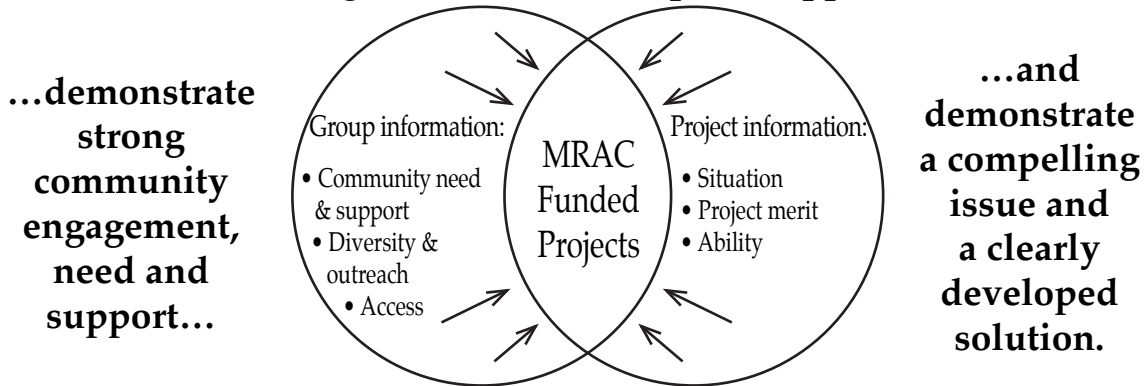 …demonstrate
strong
community
engagement,
need and
support…
Group information:
• Community need
& support
• Diversity &
outreach
• Access
MRAC
Funded
Projects
Project information:
• Situation
• Project merit
• Ability
…and
demonstrate
a compelling
issue and
a clearly
developed
solution.